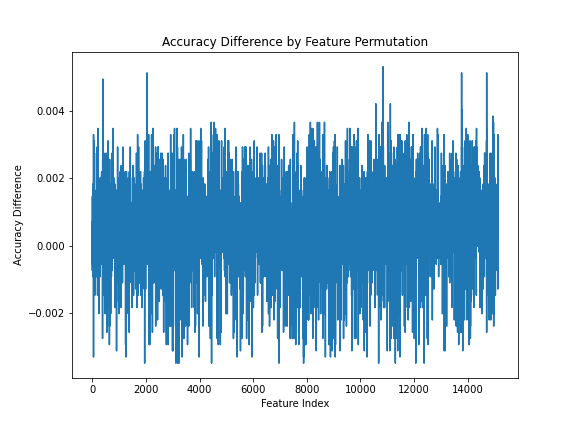 Accuracy Difference by Feature Permutation
0.004
0.002
0.000
−0.002
Accuracy Difference
0 2000 4000 6000 8000 10000 12000 14000
Feature Index